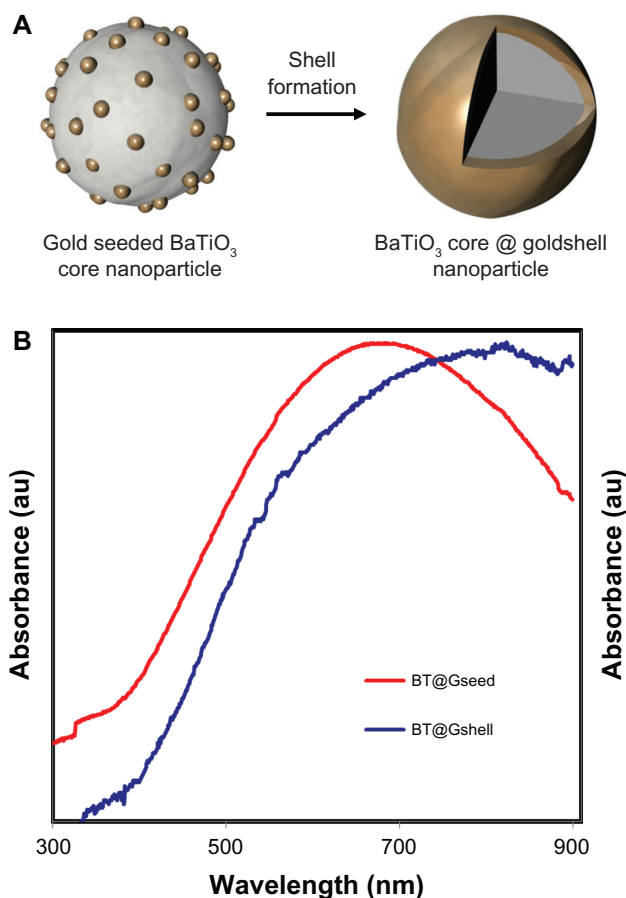 A
Shell
formation
Gold seeded BaTiO₃
core nanoparticle
BaTiO₃ core @ goldshell
nanoparticle
B
Absorbance (au)
Absorbance (au)
BT@Gseed
BT@Gshell
300 500 700 900
Wavelength (nm)